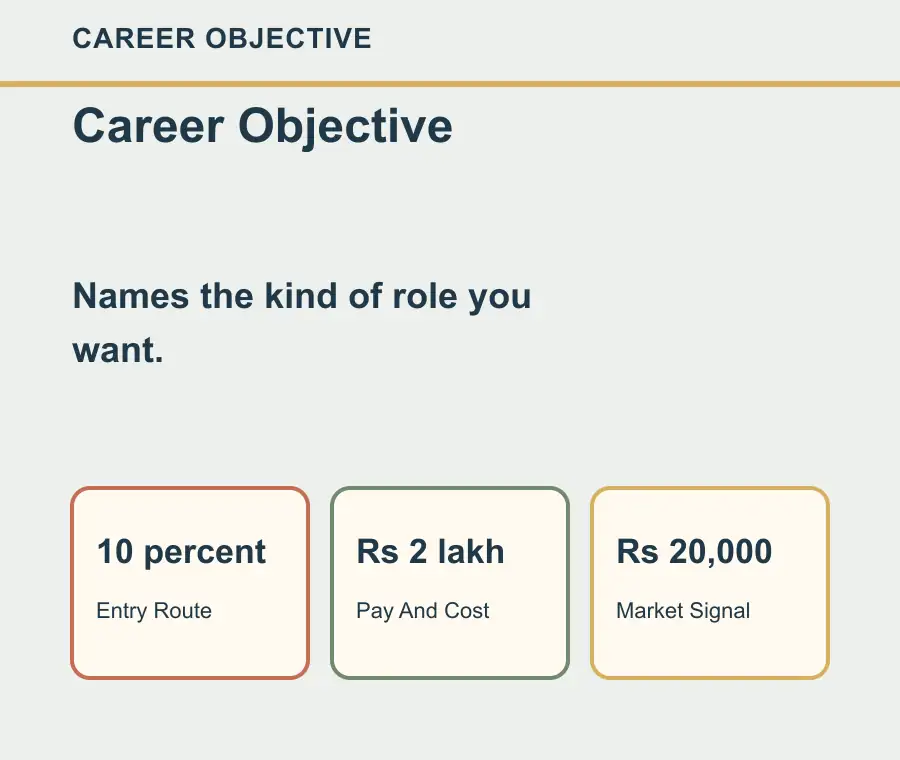 CAREER OBJECTIVE
Career Objective
Names the kind of role you
want.
10 percent
Entry Route
Rs 2 lakh
Pay And Cost
Rs 20,000
Market Signal